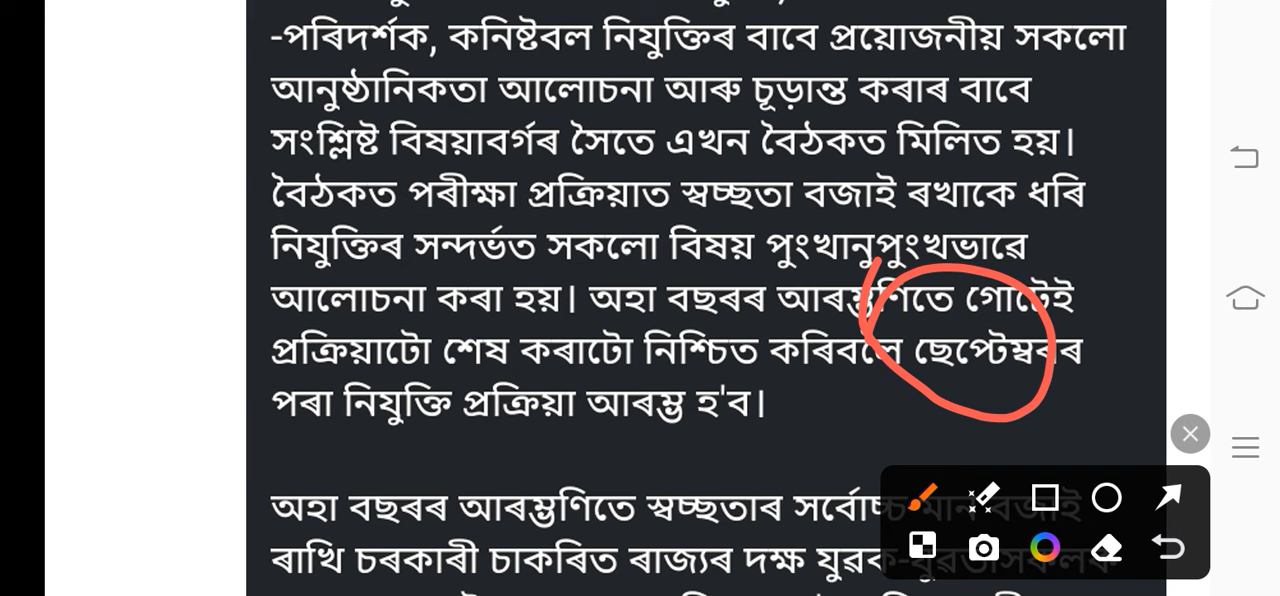 -পৰিদৰ্শক, কনিষ্টবল নিযুক্তিৰ বাবে প্ৰয়োজনীয় সকলো
আনুষ্ঠানিকতা আলোচনা আৰু চূড়ান্ত কৰাৰ বাবে
সংশ্লিষ্ট বিষয়াবৰ্গৰ সৈতে এখন বৈঠকত মিলিত হয়।
বৈঠকত পৰীক্ষা প্ৰক্ৰিয়াত স্বচ্ছতা বজাই ৰখাকে ধৰি
নিযুক্তিৰ সন্দৰ্ভত সকলো বিষয় পুংখানুপুংখভাৱে
আলোচনা কৰা হয়। অহা বছৰৰ আৰম্ভণিতে গোটেই
প্ৰক্ৰিয়াটো শেষ কৰাটো নিশ্চিত কৰিবলৈ ছেপ্টেম্বৰৰ
পৰা নিযুক্তি প্ৰক্ৰিয়া আৰম্ভ হ'ব।
অহা বছৰৰ আৰম্ভণিতে স্বচ্ছতাৰ সৰ্বোচ্চ মান বজাই
ৰাখি চৰকাৰী চাকৰিত ৰাজ্যৰ দক্ষ